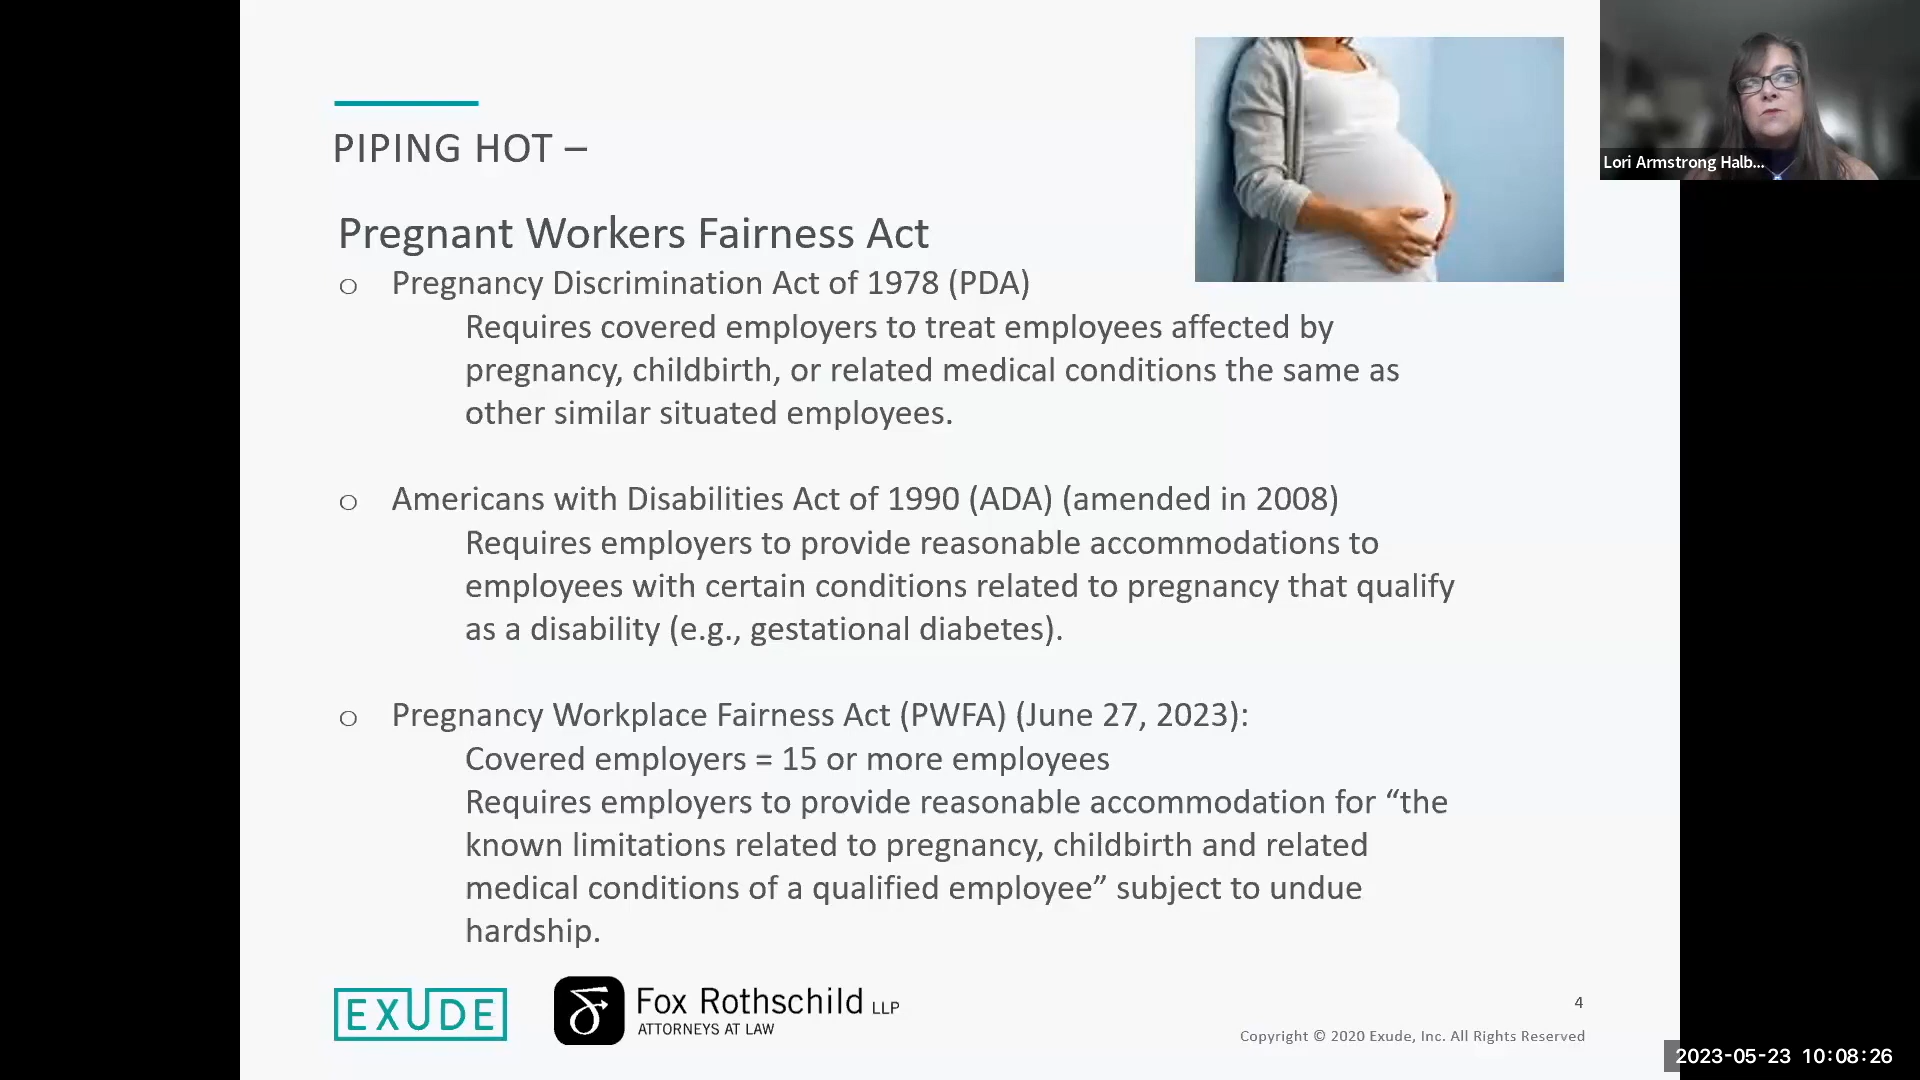 PIPING HOT –
Pregnant Workers Fairness Act
o Pregnancy Discrimination Act of 1978 (PDA)
Requires covered employers to treat employees affected by
pregnancy, childbirth, or related medical conditions the same as
other similar situated employees.
o Americans with Disabilities Act of 1990 (ADA) (amended in 2008)
Requires employers to provide reasonable accommodations to
employees with certain conditions related to pregnancy that qualify
as a disability (e.g., gestational diabetes).
o Pregnancy Workplace Fairness Act (PWFA) (June 27, 2023):
Covered employers = 15 or more employees
Requires employers to provide reasonable accommodation for “the
known limitations related to pregnancy, childbirth and related
medical conditions of a qualified employee” subject to undue
hardship.
EXUDE
Fox Rothschild LLP
ATTORNEYS AT LAW
4
Copyright © 2020 Exude, Inc. All Rights Reserved
Lori Armstrong Halb...
2023-05-23 10:08:26